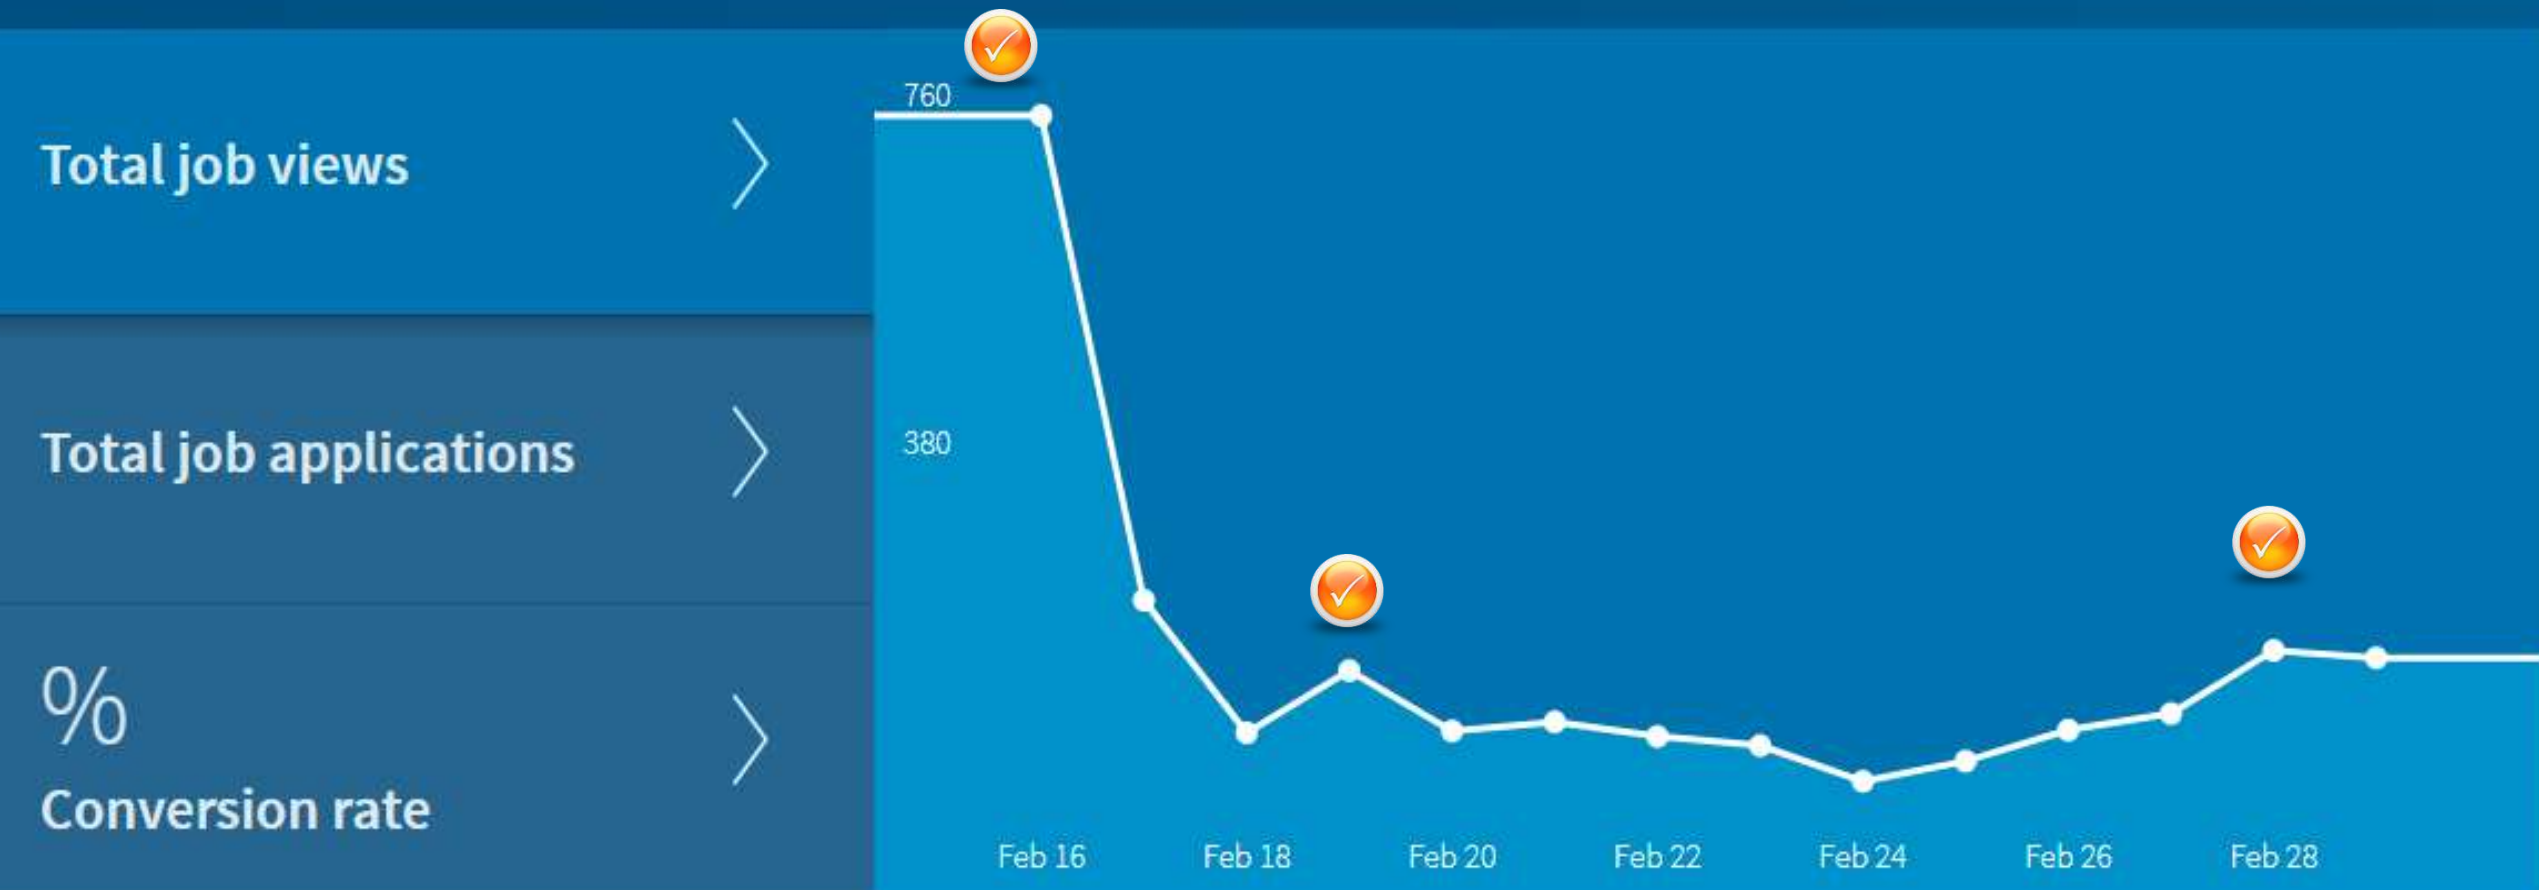 Total job views
Total job applications
%
Conversion rate
760
380
Feb 16 Feb 18 Feb 20 Feb 22 Feb 24 Feb 26 Feb 28